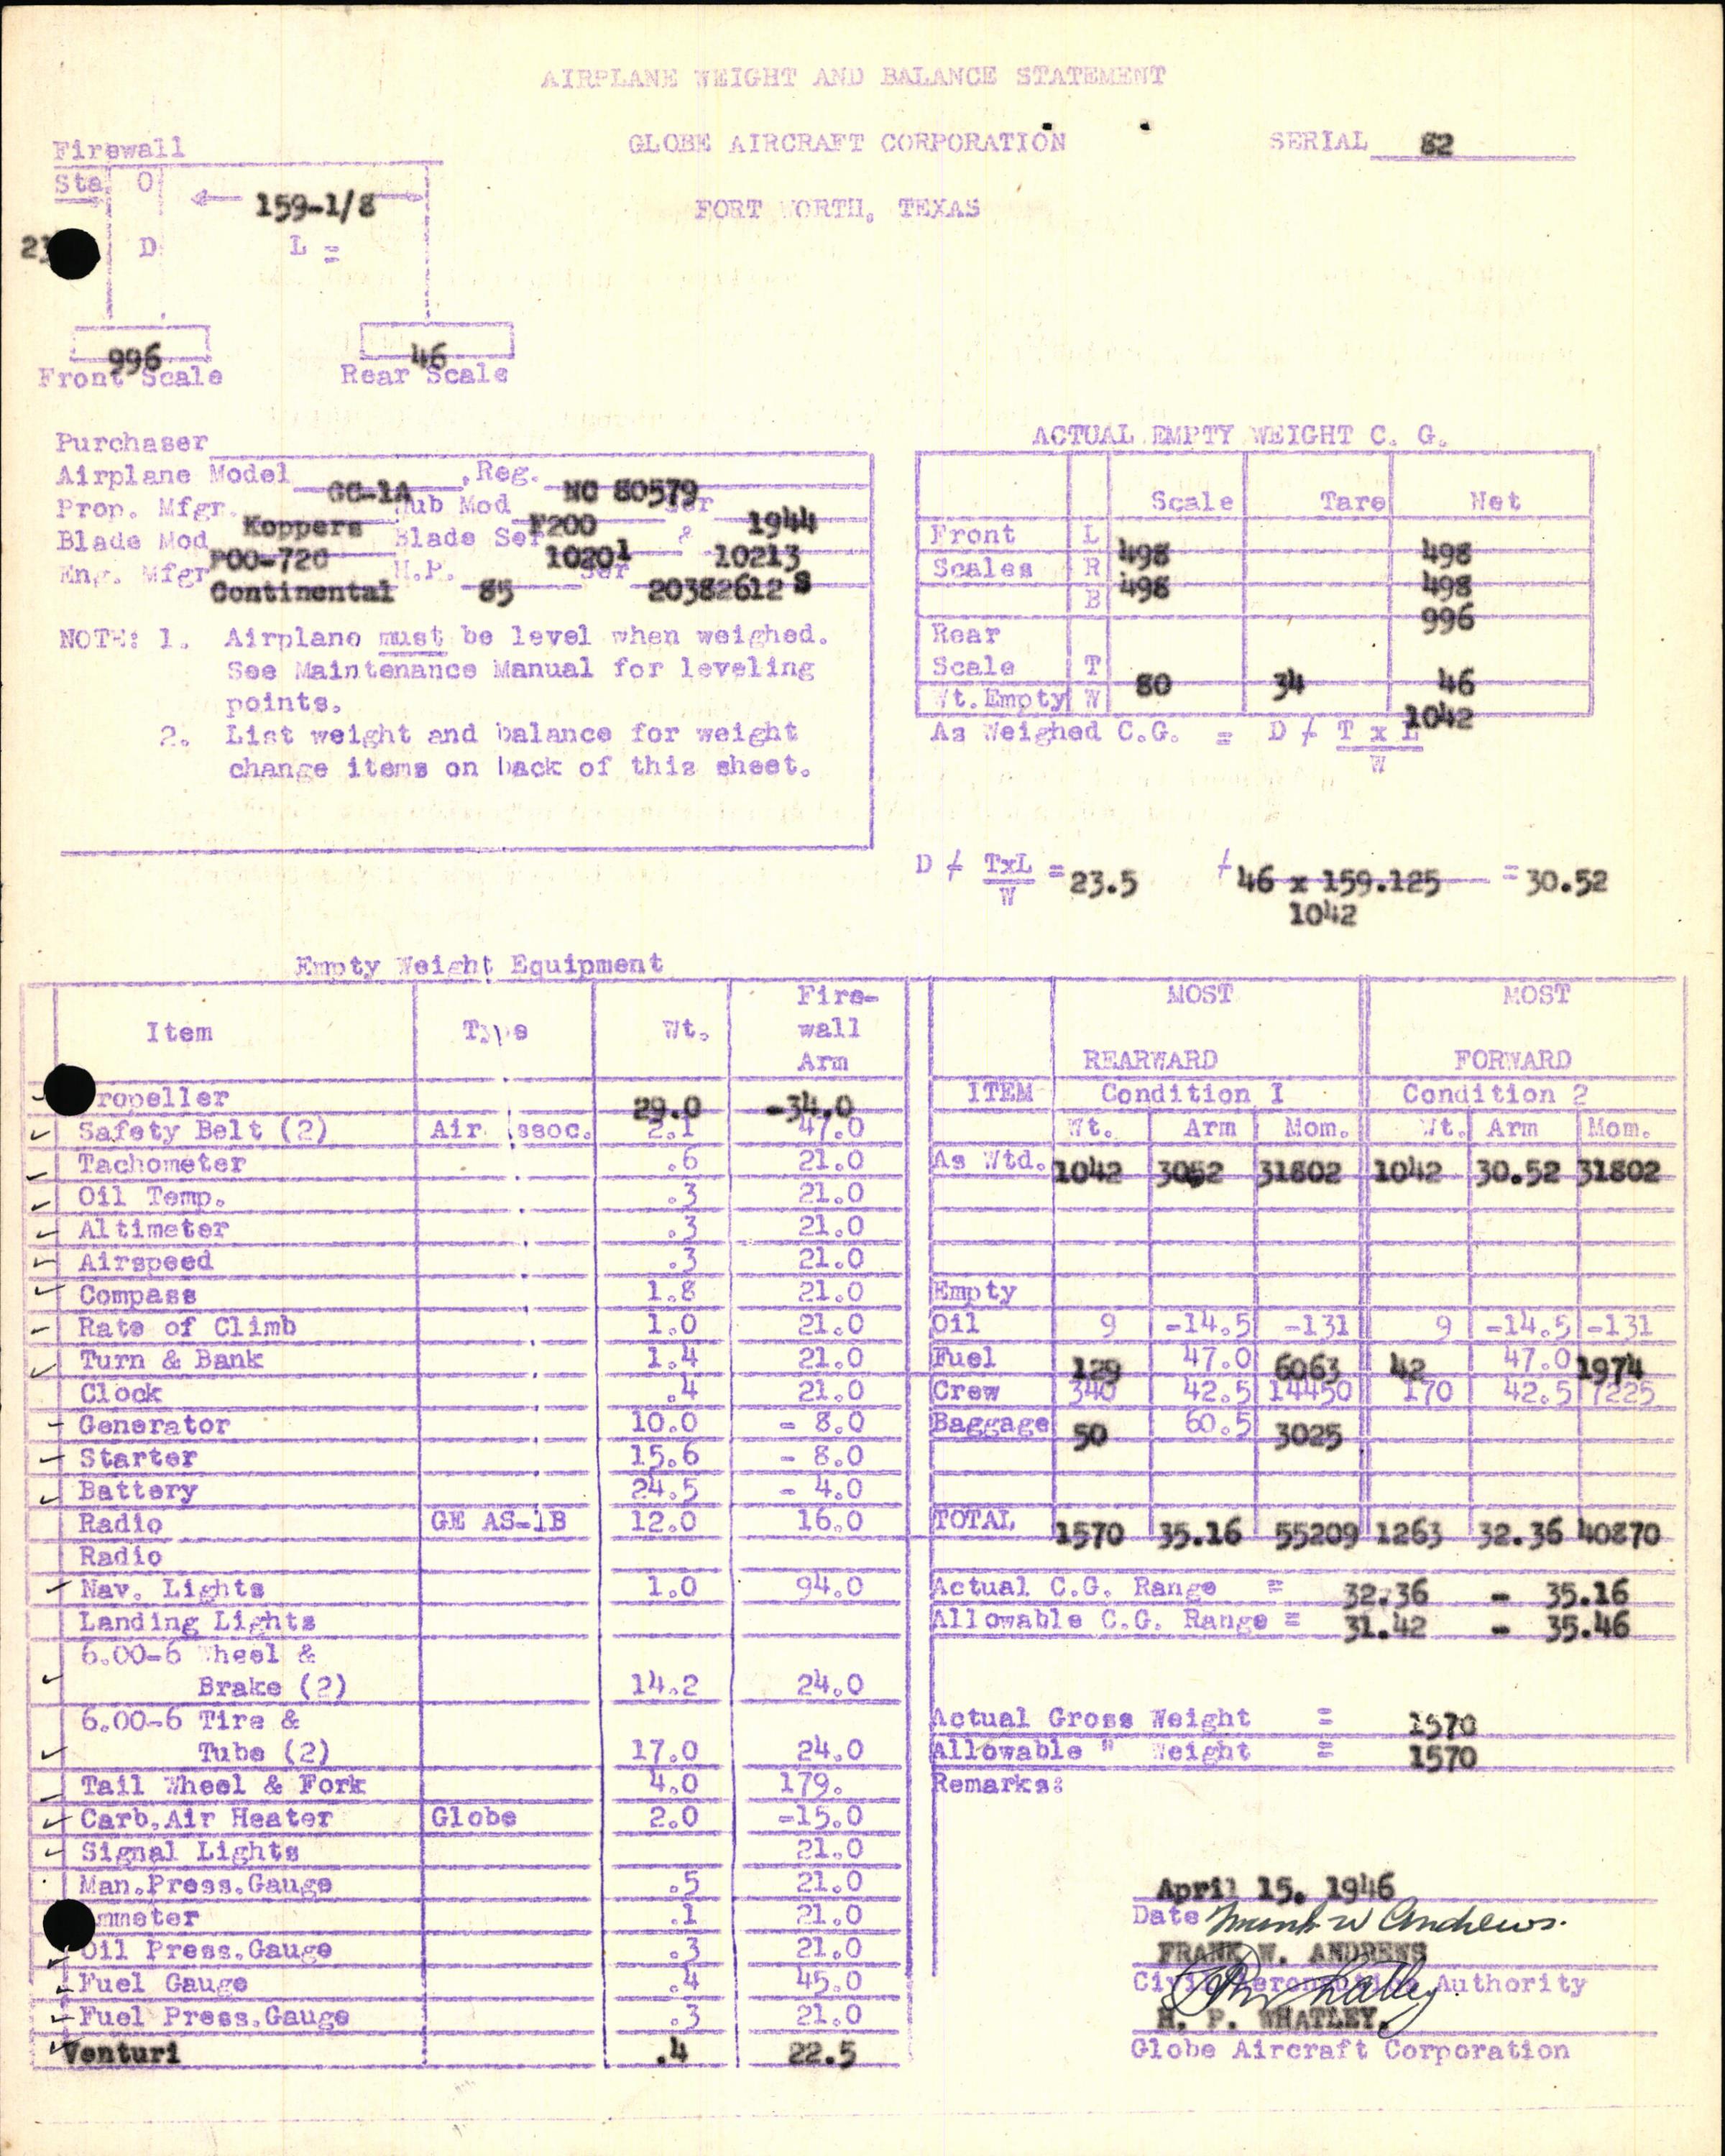 AIRPLANE WEIGHT AND BALANCE STATEMENT
GLOBE AIRCRAFT CORPORATION
SERIAL 82
FORT WORTH, TEXAS
Firewall
Sta. O
159-1/8
D L =
996 46
Front Scale Rear Scale
Purchaser
Airplane Model GC-1A, Reg. NC 80579
Prop. Mfgr. Koppers Hub Mod F200 Ser 1944
Blade Mod P00-720 Blade Ser 10201 & 10213
Eng. Mfgr Continental H.P. 85 Ser 20382612 S
NOTE: 1. Airplane must be level when weighed.
See Maintenance Manual for leveling
points.
2. List weight and balance for weight
change items on back of this sheet.
ACTUAL EMPTY WEIGHT C. G.
Scale Tare Net
Front L 498 498
Scales R 498 498
B 996
Rear
Scale T 80 34 46
Wt. Empty W 1042
As Weighed C.G. = D / T x L
W
D / TxL = 23.5 / 46 x 159.125 = 30.52
W 1042
Empty Weight Equipment
Item Type Wt. Fire-
wall
Arm
Propeller 29.0 -34.0
Safety Belt (2) Air Assoc. 2.1 47.0
Tachometer .6 21.0
Oil Temp. .3 21.0
Altimeter .3 21.0
Airspeed .3 21.0
Compass 1.8 21.0
Rate of Climb 1.0 21.0
Turn & Bank 1.4 21.0
Clock .4 21.0
Generator 10.0 - 8.0
Starter 15.6 - 8.0
Battery 24.5 - 4.0
Radio GE AS-1B 12.0 16.0
Radio
Nav. Lights 1.0 94.0
Landing Lights
6.00-6 Wheel &
Brake (2) 14.2 24.0
6.00-6 Tire &
Tube (2) 17.0 24.0
Tail Wheel & Fork 4.0 179.
Carb. Air Heater Globe 2.0 -15.0
Signal Lights 21.0
Man. Press. Gauge .5 21.0
Ammeter .1 21.0
Oil Press. Gauge .3 21.0
Fuel Gauge .4 45.0
Fuel Press. Gauge .3 21.0
Venturi .4 22.5
MOST MOST
REARWARD FORWARD
ITEM Condition I Condition 2
Wt. Arm Mom. Wt. Arm Mom.
As Wtd. 1042 3052 31802 1042 30.52 31802
Empty
Oil 9 -14.5 -131 9 -14.5 -131
Fuel 129 47.0 6063 42 47.0 1974
Crew 340 42.5 14450 170 42.5 7225
Baggage 50 60.5 3025
TOTAL 1570 35.16 55209 1263 32.36 40870
Actual C.G. Range = 32.36 - 35.16
Allowable C.G. Range = 31.42 - 35.46
Actual Gross Weight = 1570
Allowable " Weight = 1570
Remarks:
April 15, 1946
Date Frank W Andrews.
FRANK W. ANDRENS
Civil Aeronautics Authority
H. P. Whatley
H. P. WHATLEY.
Globe Aircraft Corporation